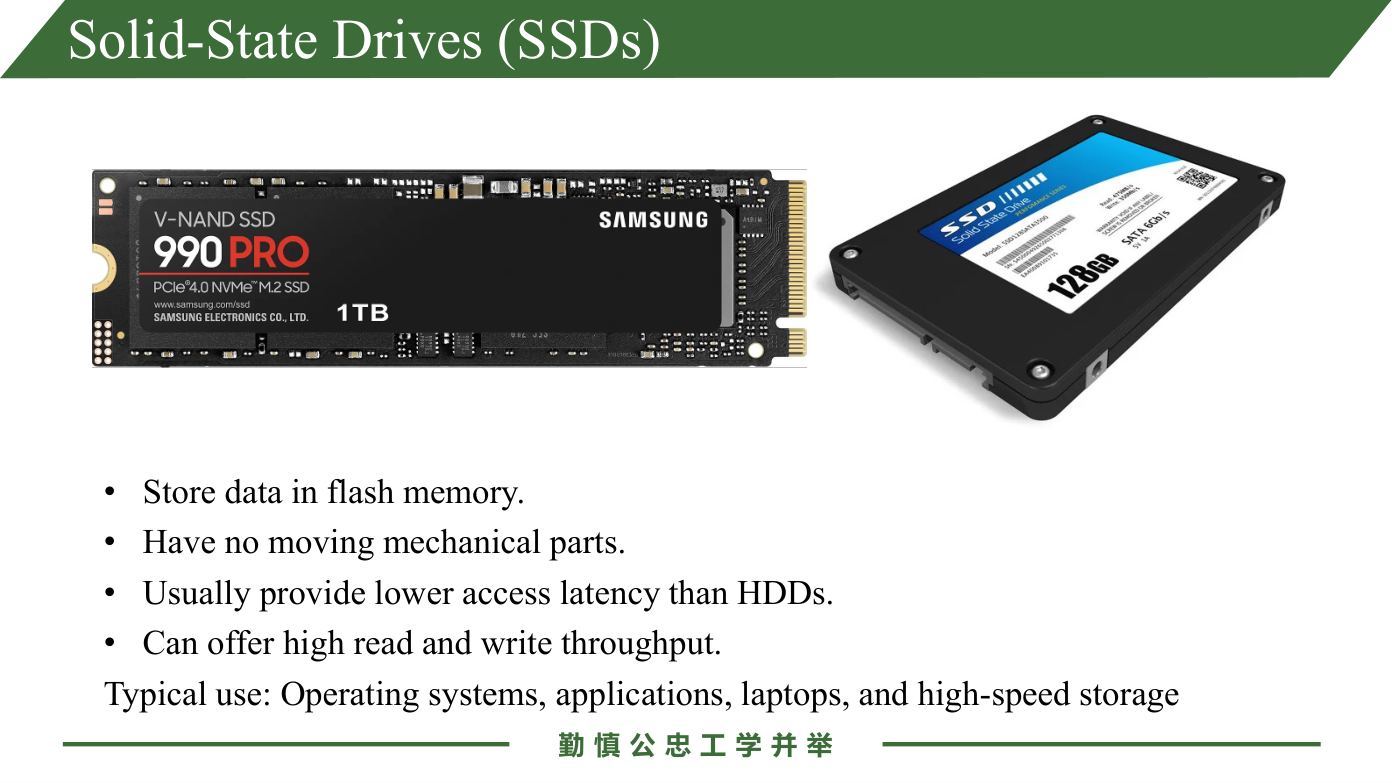 Solid-State Drives (SSDs)
V-NAND SSD
990 PRO
PCIe®4.0 NVMe™ M.2 SSD
www.samsung.com/ssd
SAMSUNG ELECTRONICS CO., LTD.
1TB
SAMSUNG
SSD
Solid State Drive
PERFORMANCE SERIES
SATA 6Gb/s
128GB
• Store data in flash memory.
• Have no moving mechanical parts.
• Usually provide lower access latency than HDDs.
• Can offer high read and write throughput.
Typical use: Operating systems, applications, laptops, and high-speed storage
勤慎公忠工学并举